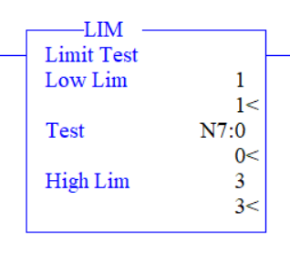 LIM
Limit Test
Low Lim 1
1<
Test N7:0
0<
High Lim 3
3<